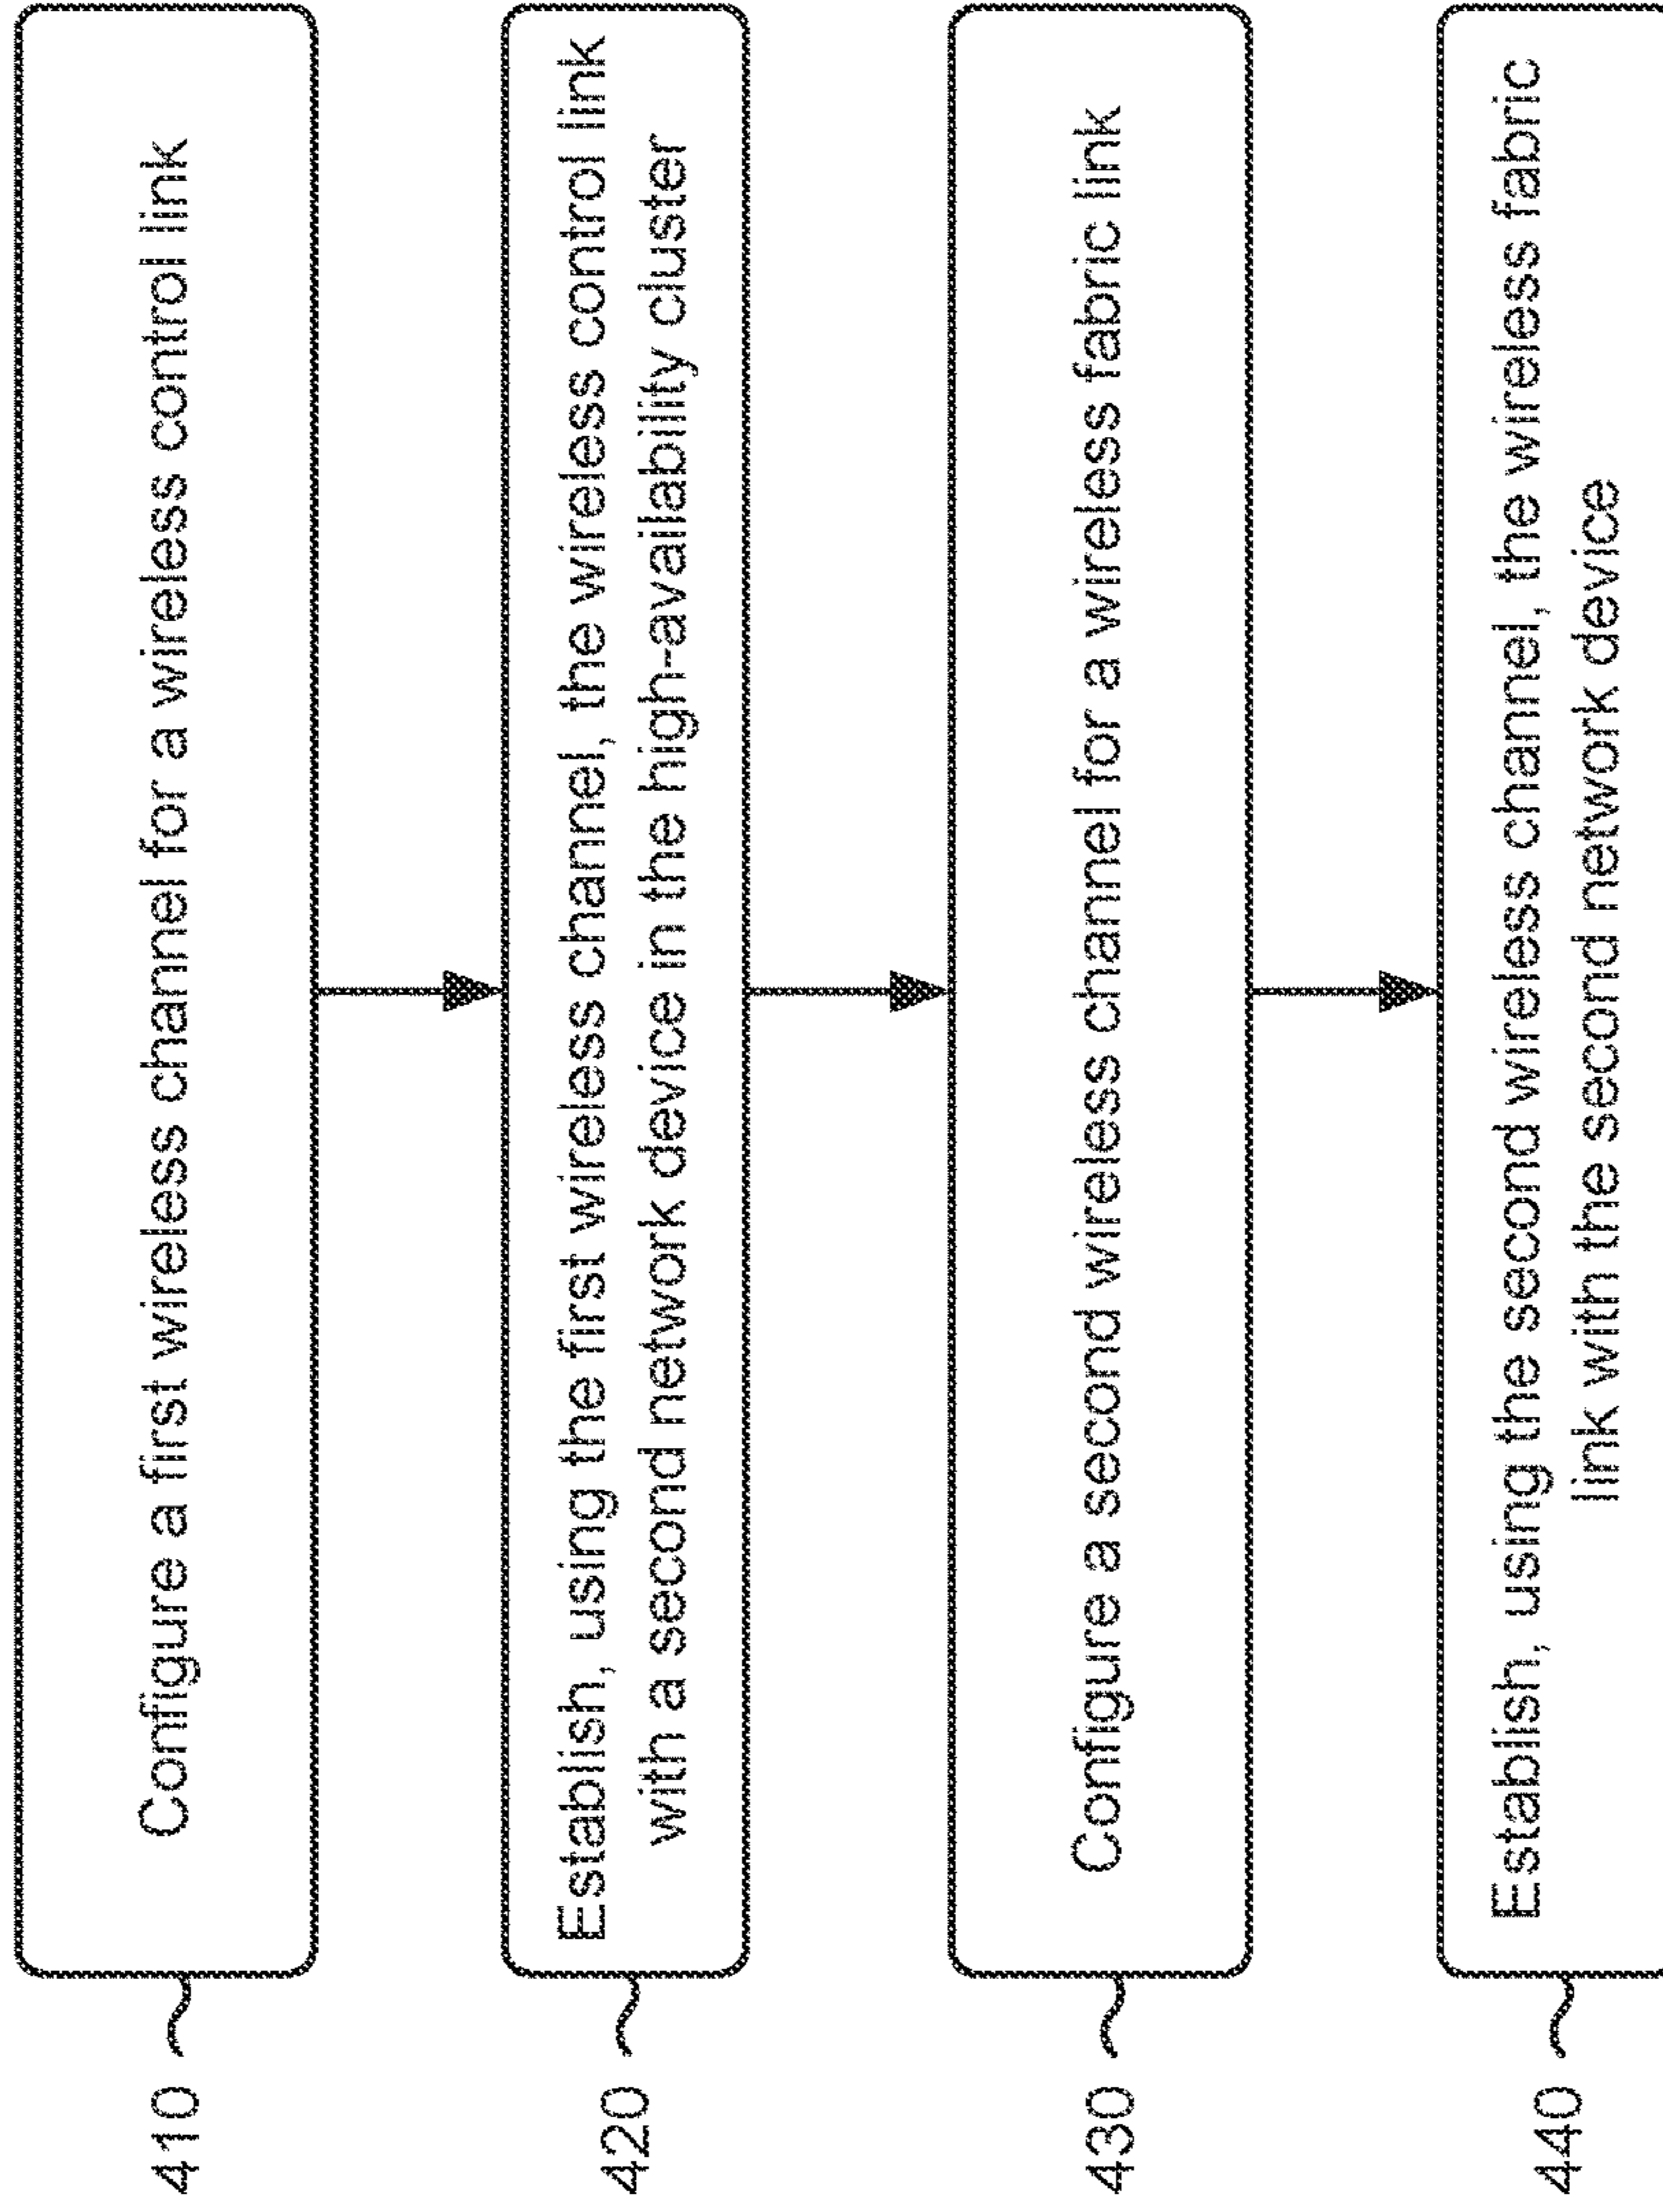 410
Configure a first wireless channel for a wireless control link
420
Establish, using the first wireless channel, the wireless control link
with a second network device in the high-availability cluster
430
Configure a second wireless channel for a wireless fabric link
440
Establish, using the second wireless channel, the wireless fabric
link with the second network device